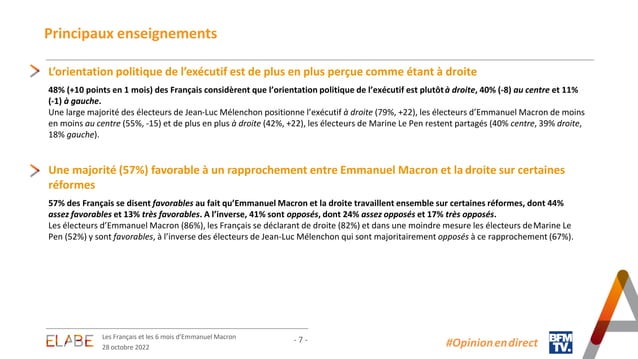 Principaux enseignements
L'orientation politique de l'exécutif est de plus en plus perçue comme étant à droite
48% (+10 points en 1 mois) des Français considèrent que l'orientation politique de l'exécutif est plutôt à droite, 40% (-8) au centre et 11%
(-1) à gauche.
Une large majorité des électeurs de Jean-Luc Mélenchon positionne l'exécutif à droite (79%, +22), les électeurs d'Emmanuel Macron de moins
en moins au centre (55%, -15) et de plus en plus à droite (42%, +22), les électeurs de Marine Le Pen restent partagés (40% centre, 39% droite,
18% gauche).
Une majorité (57%) favorable à un rapprochement entre Emmanuel Macron et la droite sur certaines
réformes
57% des Français se disent favorables au fait qu'Emmanuel Macron et la droite travaillent ensemble sur certaines réformes, dont 44%
assez favorables et 13% très favorables. A l'inverse, 41% sont opposés, dont 24% assez opposés et 17% très opposés.
Les électeurs d'Emmanuel Macron (86%), les Français se déclarant de droite (82%) et dans une moindre mesure les électeurs de Marine Le
Pen (52%) y sont favorables, à l'inverse des électeurs de Jean-Luc Mélenchon qui sont majoritairement opposés à ce rapprochement (67%).
ELABE
Les Français et les 6 mois d'Emmanuel Macron
28 octobre 2022
- 7 -
#Opinion en direct
BFM
TV.